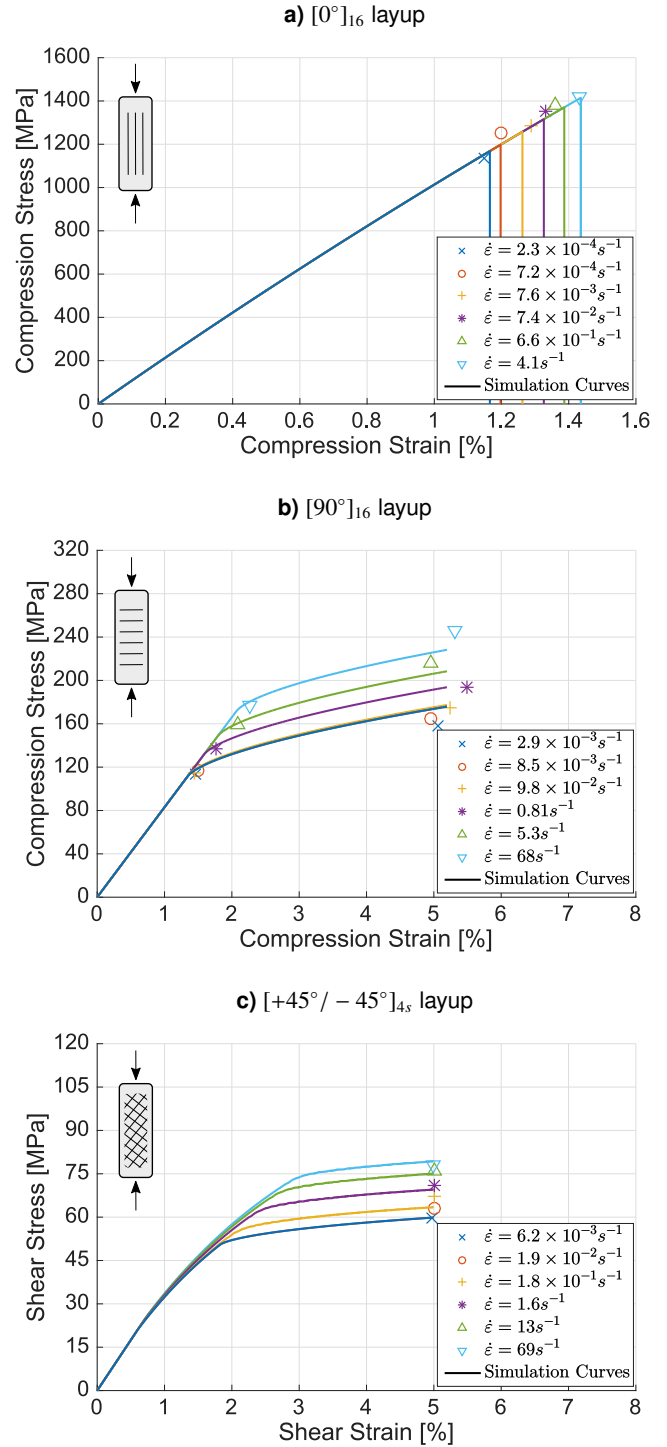 a) [0°]₁₆ layup
1600
1400
1200
1000
800
600
400
200
0
Compression Stress [MPa]
ε̇ = 2.3 × 10⁻⁴s⁻¹
ε̇ = 7.2 × 10⁻⁴s⁻¹
ε̇ = 7.6 × 10⁻³s⁻¹
ε̇ = 7.4 × 10⁻²s⁻¹
ε̇ = 6.6 × 10⁻¹s⁻¹
ε̇ = 4.1s⁻¹
Simulation Curves
0 0.2 0.4 0.6 0.8 1 1.2 1.4 1.6
Compression Strain [%]
b) [90°]₁₆ layup
320
280
240
200
160
120
80
40
0
Compression Stress [MPa]
ε̇ = 2.9 × 10⁻³s⁻¹
ε̇ = 8.5 × 10⁻³s⁻¹
ε̇ = 9.8 × 10⁻²s⁻¹
ε̇ = 0.81s⁻¹
ε̇ = 5.3s⁻¹
ε̇ = 68s⁻¹
Simulation Curves
0 1 2 3 4 5 6 7 8
Compression Strain [%]
c) [+45°/ − 45°]₄ₛ layup
120
105
90
75
60
45
30
15
0
Shear Stress [MPa]
ε̇ = 6.2 × 10⁻³s⁻¹
ε̇ = 1.9 × 10⁻²s⁻¹
ε̇ = 1.8 × 10⁻¹s⁻¹
ε̇ = 1.6s⁻¹
ε̇ = 13s⁻¹
ε̇ = 69s⁻¹
Simulation Curves
0 1 2 3 4 5 6 7 8
Shear Strain [%]